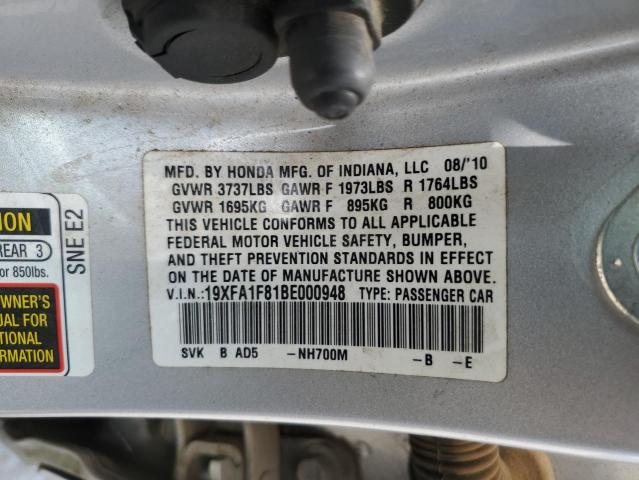 MFD. BY HONDA MFG. OF INDIANA, LLC 08/'10
GVWR 3737LBS GAWR F 1973LBS R 1764LBS
GVWR 1695KG GAWR F 895KG R 800KG
THIS VEHICLE CONFORMS TO ALL APPLICABLE
FEDERAL MOTOR VEHICLE SAFETY, BUMPER,
AND THEFT PREVENTION STANDARDS IN EFFECT
ON THE DATE OF MANUFACTURE SHOWN ABOVE.
V.I.N.:19XFA1F81BE000948 TYPE: PASSENGER CAR
SVK B AD5 -NH700M -B -E
ION
REAR 3
or 850lbs.
OWNER'S
UAL FOR
TIONAL
ORMATION
SNE E2